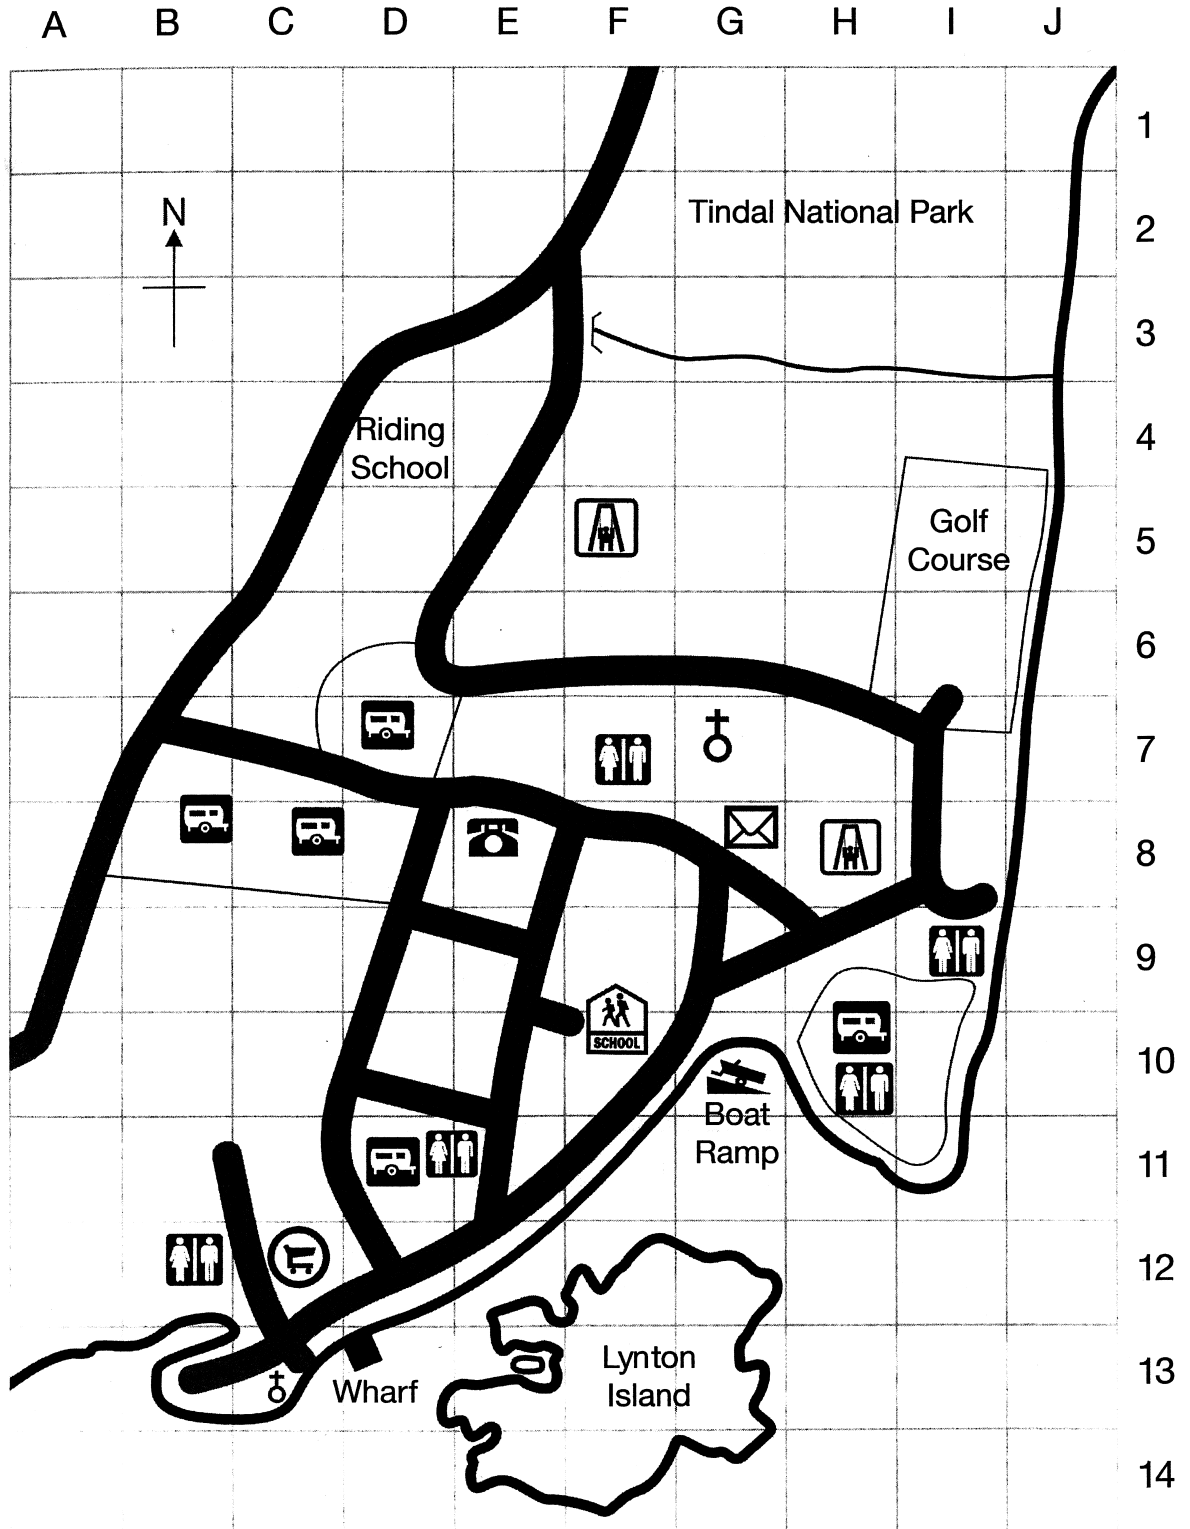 A B C D E F G H I J
1
N
Tindal National Park
2
3
Riding
School
4
Golf
Course
5
6
7
8
9
SCHOOL
10
Boat
Ramp
11
12
Lynton
Island
Wharf
13
14